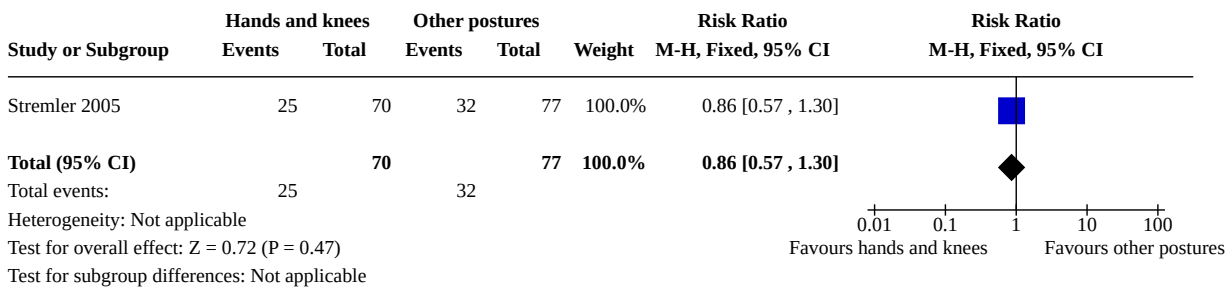 Hands and knees Other postures Risk Ratio Risk Ratio
Study or Subgroup Events Total Events Total Weight M-H, Fixed, 95% CI M-H, Fixed, 95% CI
Stremler 2005 25 70 32 77 100.0% 0.86 [0.57 , 1.30]
Total (95% CI) 70 77 100.0% 0.86 [0.57 , 1.30]
Total events: 25 32
Heterogeneity: Not applicable 0.01 0.1 1 10 100
Test for overall effect: Z = 0.72 (P = 0.47) Favours hands and knees Favours other postures
Test for subgroup differences: Not applicable